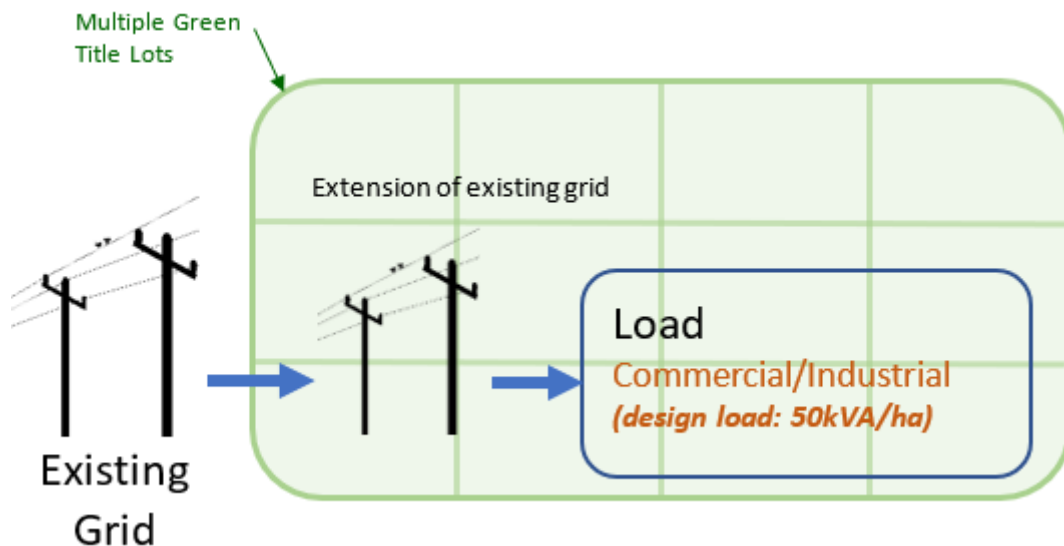 Multiple Green
Title Lots
Extension of existing grid
Load
Commercial/Industrial
(design load: 50kVA/ha)
Existing
Grid